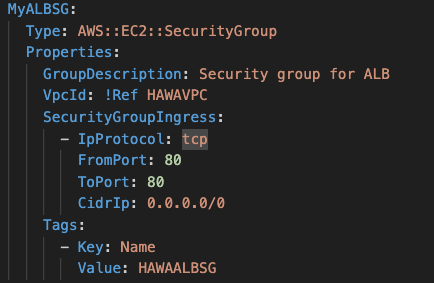 MyALBSG:
  Type: AWS::EC2::SecurityGroup
  Properties:
    GroupDescription: Security group for ALB
    VpcId: !Ref HAWAVPC
    SecurityGroupIngress:
      - IpProtocol: tcp
        FromPort: 80
        ToPort: 80
        CidrIp: 0.0.0.0/0
    Tags:
      - Key: Name
        Value: HAWAALBSG